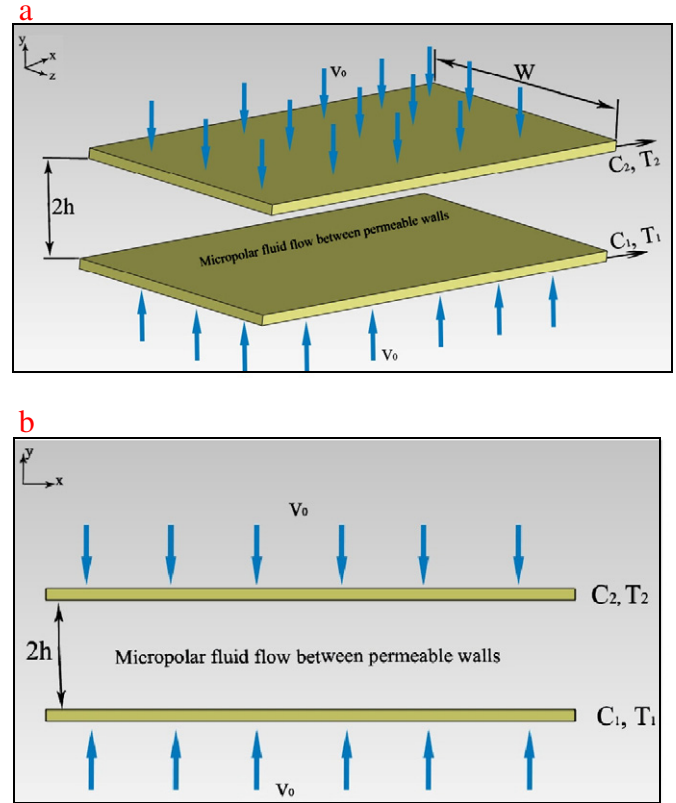 a
y
x
z
V₀
W
C₂, T₂
2h
C₁, T₁
Micropolar fluid flow between permeable walls
V₀
b
y
x
V₀
C₂, T₂
2h
Micropolar fluid flow between permeable walls
C₁, T₁
V₀